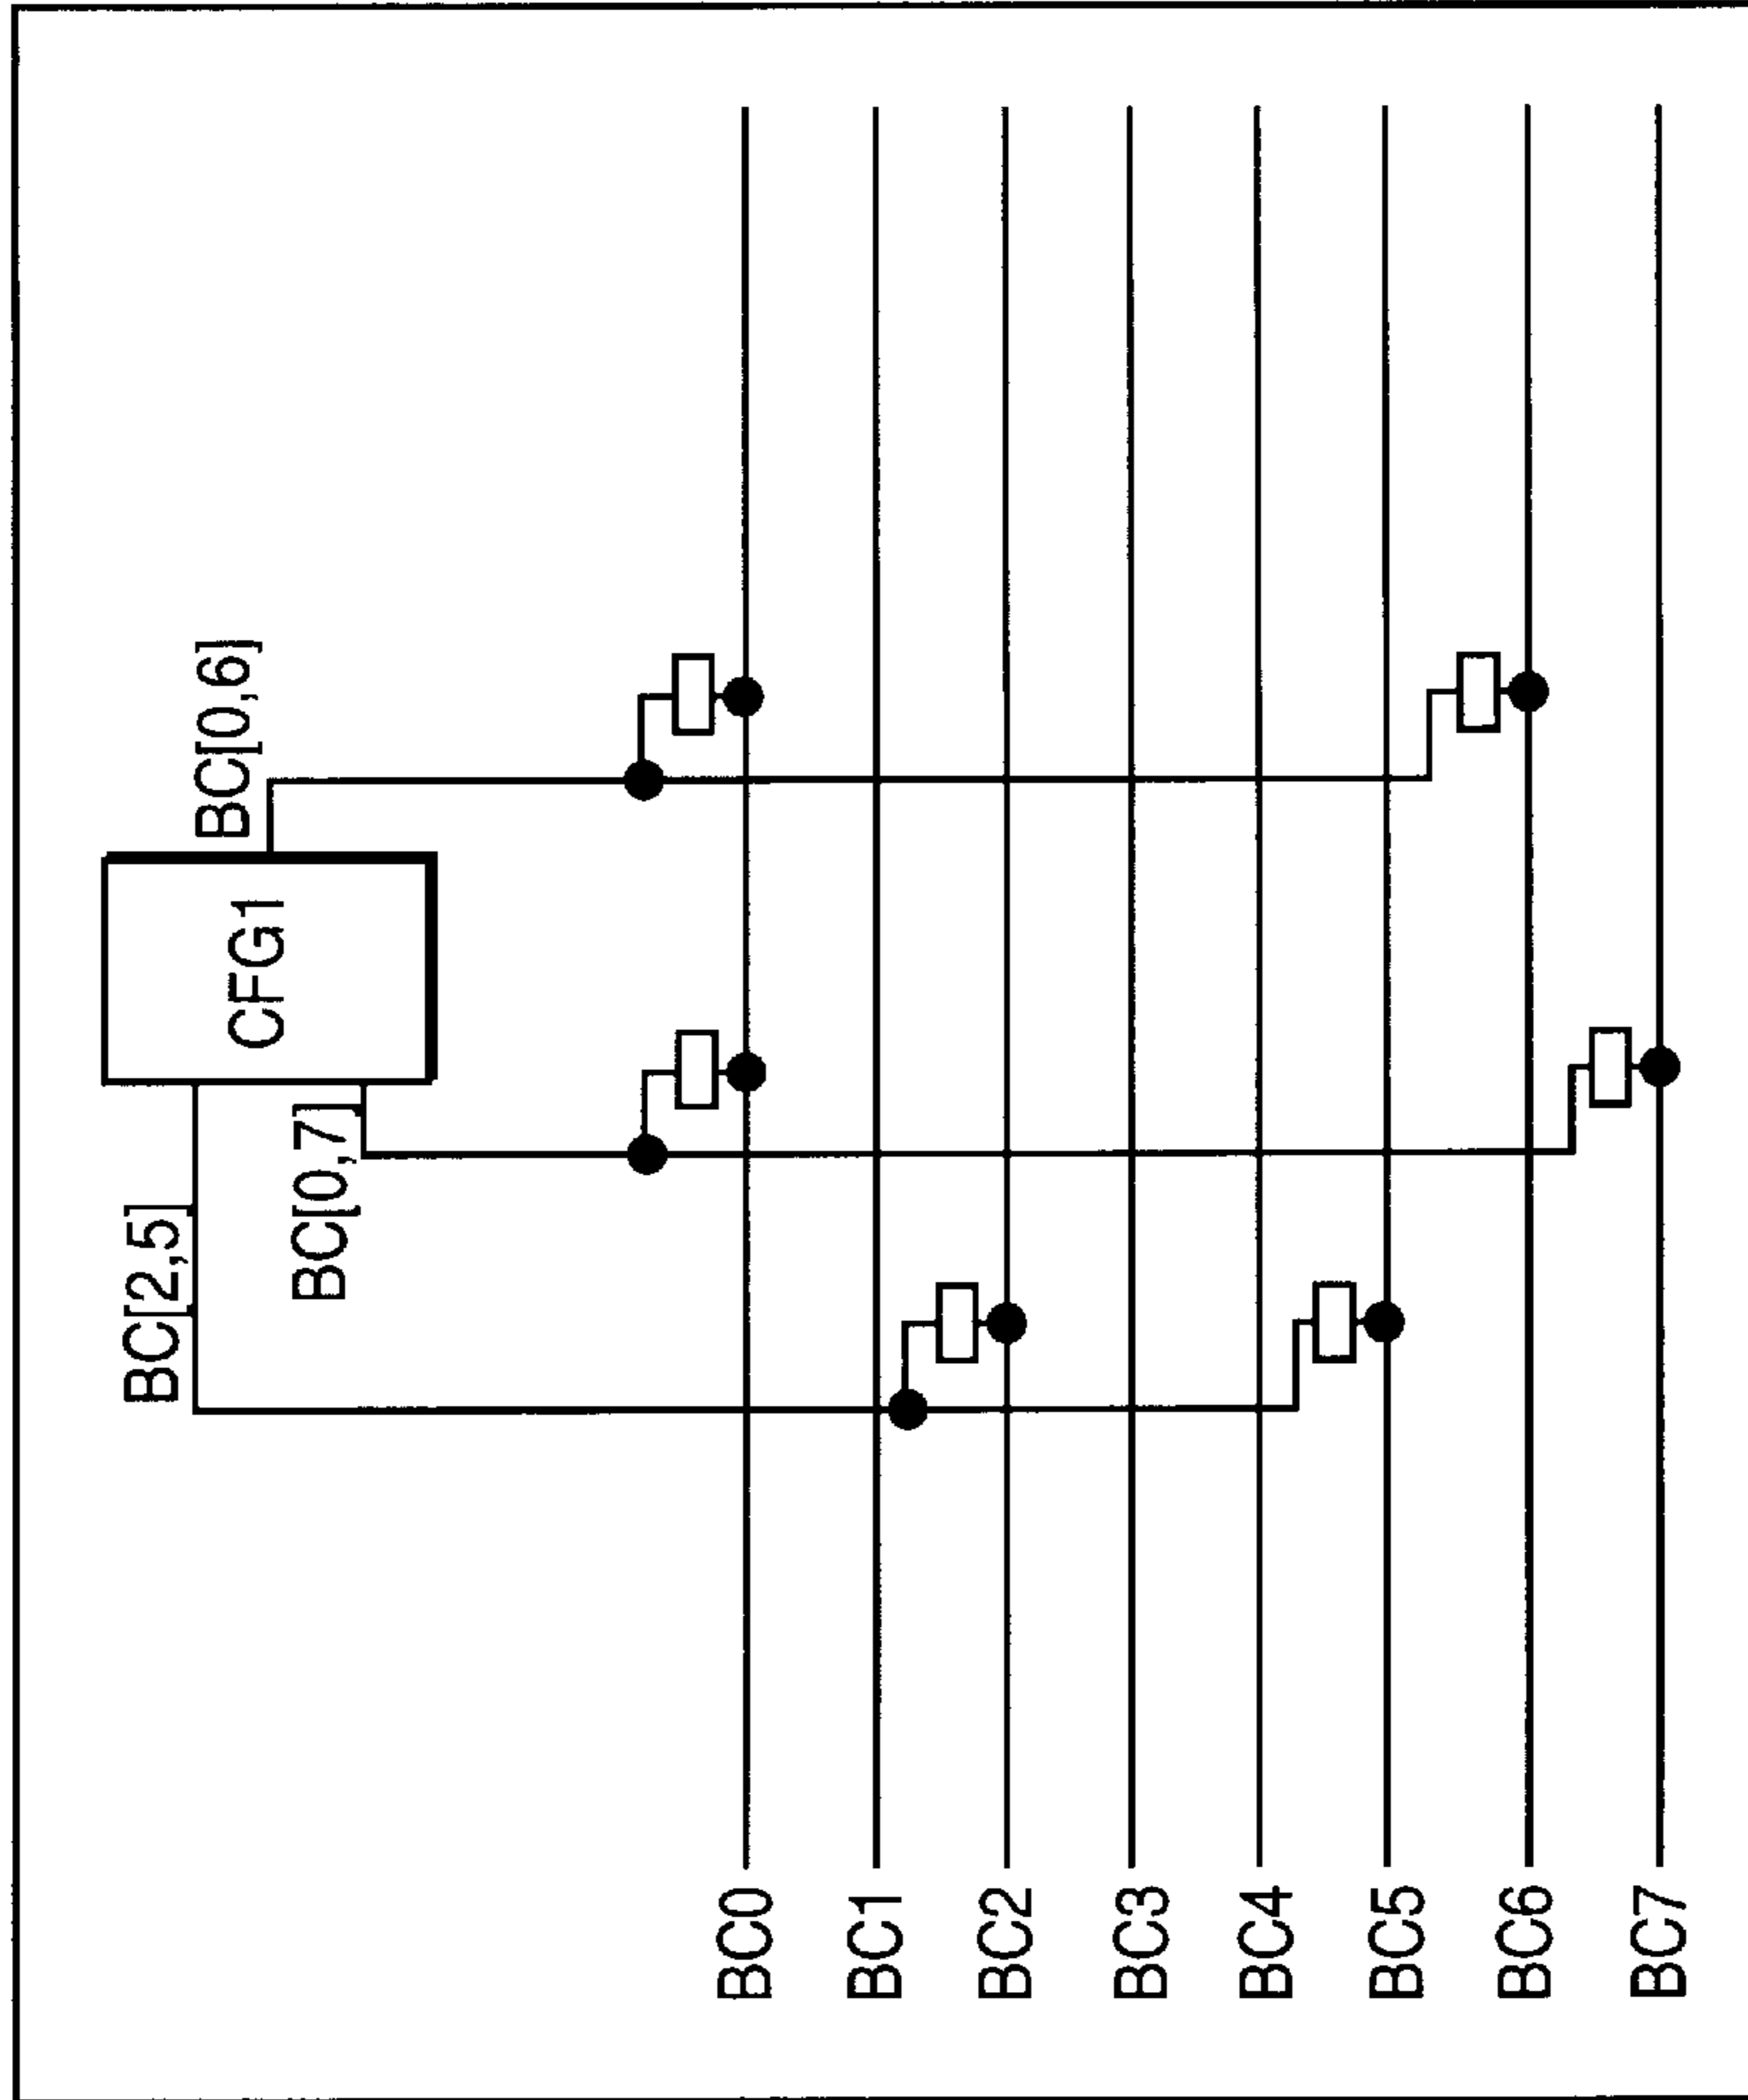 BC[2,5]
BC[0,7]
CFG1
BC[0,6]
BC0
BC1
BC2
BC3
BC4
BC5
BC6
BC7